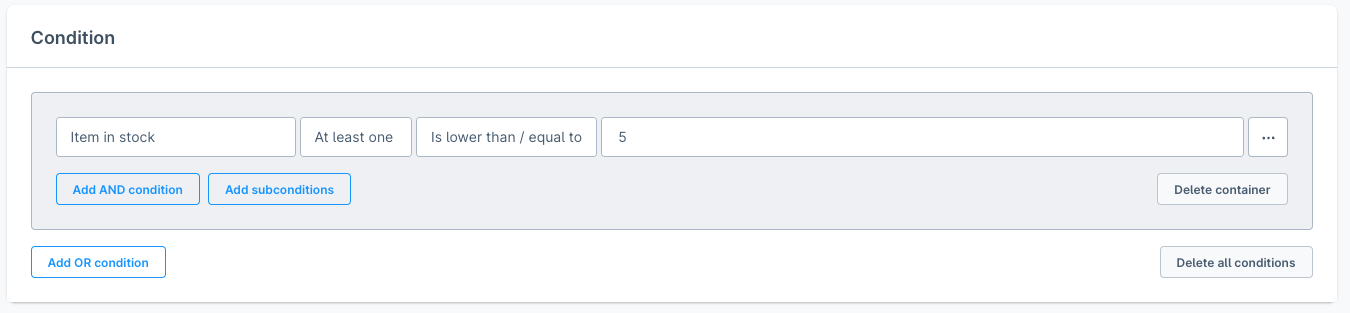 Condition
Item in stock At least one Is lower than / equal to 5 ...
Add AND condition Add subconditions Delete container
Add OR condition Delete all conditions